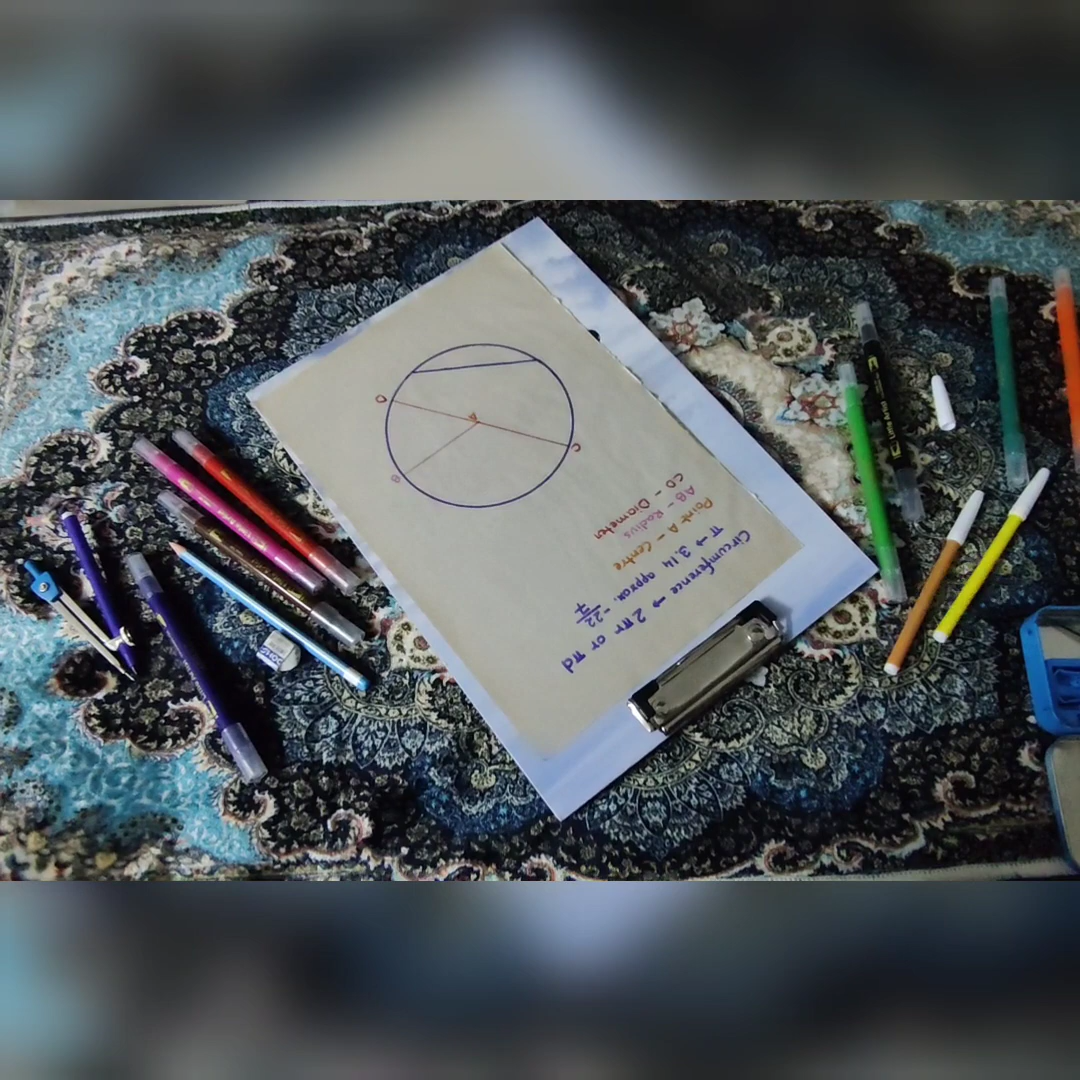 Circumference → 2πr or πd
π → 3.14 approx. - 22/7
Point A - Centre
AB - Radius
CD - Diameter
C
A
B
D